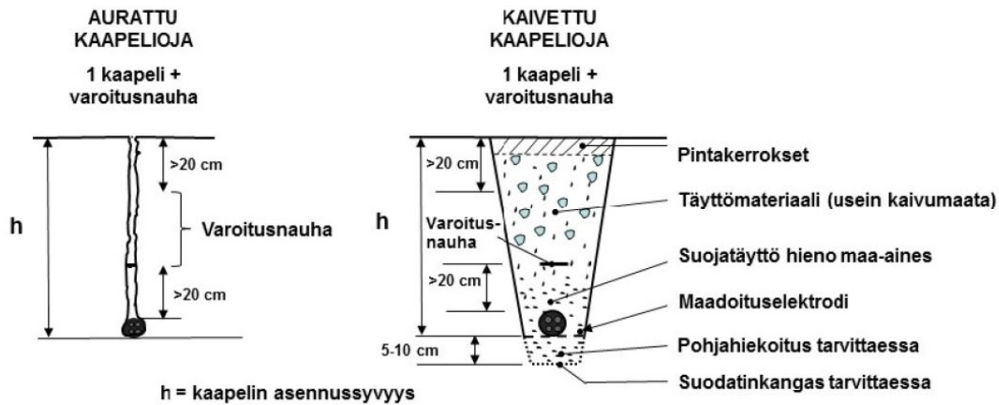 AURATTU
KAAPELIOJA
1 kaapeli +
varoitusnauha
h
>20 cm
Varoitusnauha
>20 cm
KAIVETTU
KAAPELIOJA
1 kaapeli +
varoitusnauha
h
>20 cm
Varoitus-
nauha
>20 cm
5-10 cm
Pintakerrokset
Täyttömateriaali (usein kaivumaata)
Suojatäyttö hieno maa-aines
Maadoituselektrodi
Pohjahiekoitus tarvittaessa
Suodatinkangas tarvittaessa
h = kaapelin asennussyvyys